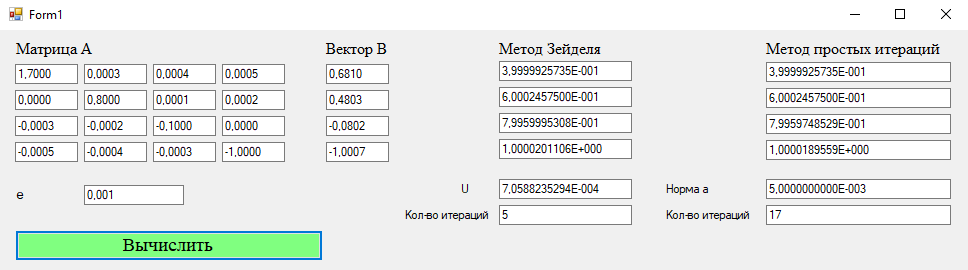 Form1
Матрица А
Вектор В
Метод Зейделя
Метод простых итераций
1,7000 0,0003 0,0004 0,0005 0,6810 3,9999925735E-001 3,9999925735E-001
0,0000 0,8000 0,0001 0,0002 0,4803 6,0002457500E-001 6,0002457500E-001
-0,0003 -0,0002 -0,1000 0,0000 -0,0802 7,9959995308E-001 7,9959748529E-001
-0,0005 -0,0004 -0,0003 -1,0000 -1,0007 1,0000201106E+000 1,0000189559E+000
e 0,001 U 7,0588235294E-004 Норма а 5,0000000000E-003
Кол-во итераций 5 Кол-во итераций 17
Вычислить